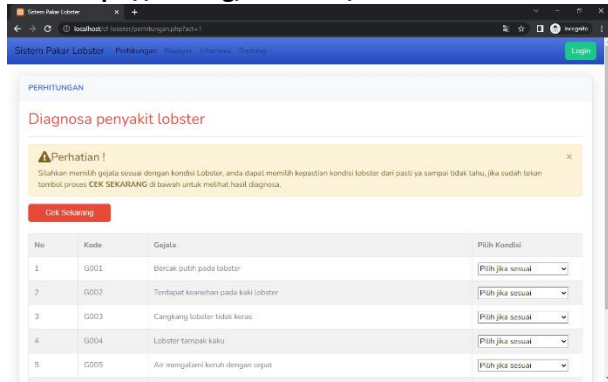 Sistem Pakar Lobster
localhost/cf lobster/perhitungan.php?act=1
Incognito
Sistem Pakar Lobster Perhitungan Riwayat Informasi Tentang
Login
PERHITUNGAN
Diagnosa penyakit lobster
Perhatian !
Silahkan memilih gejala sesuai dengan kondisi Lobster, anda dapat memilih kepastian kondisi lobster dari pasti ya sampai tidak tahu, jika sudah tekan
tombol proses CEK SEKARANG di bawah untuk melihat hasil diagnosa.
Cek Sekarang
No Kode Gejala Pilih Kondisi
1 G001 Bercak putih pada lobster Pilih jika sesuai
2 G002 Terdapat keanehan pada kaki lobster Pilih jika sesuai
3 G003 Cangkang lobster tidak keras Pilih jika sesuai
4 G004 Lobster tampak kaku Pilih jika sesuai
5 G005 Air mengalami keruh dengan cepat Pilih jika sesuai